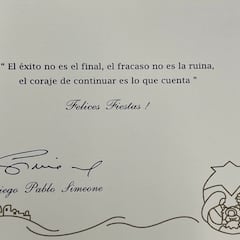 " El éxito no es el final, el fracaso no es la ruina,
el coraje de continuar es lo que cuenta "
Felices Fiestas !
Pablo Simeone